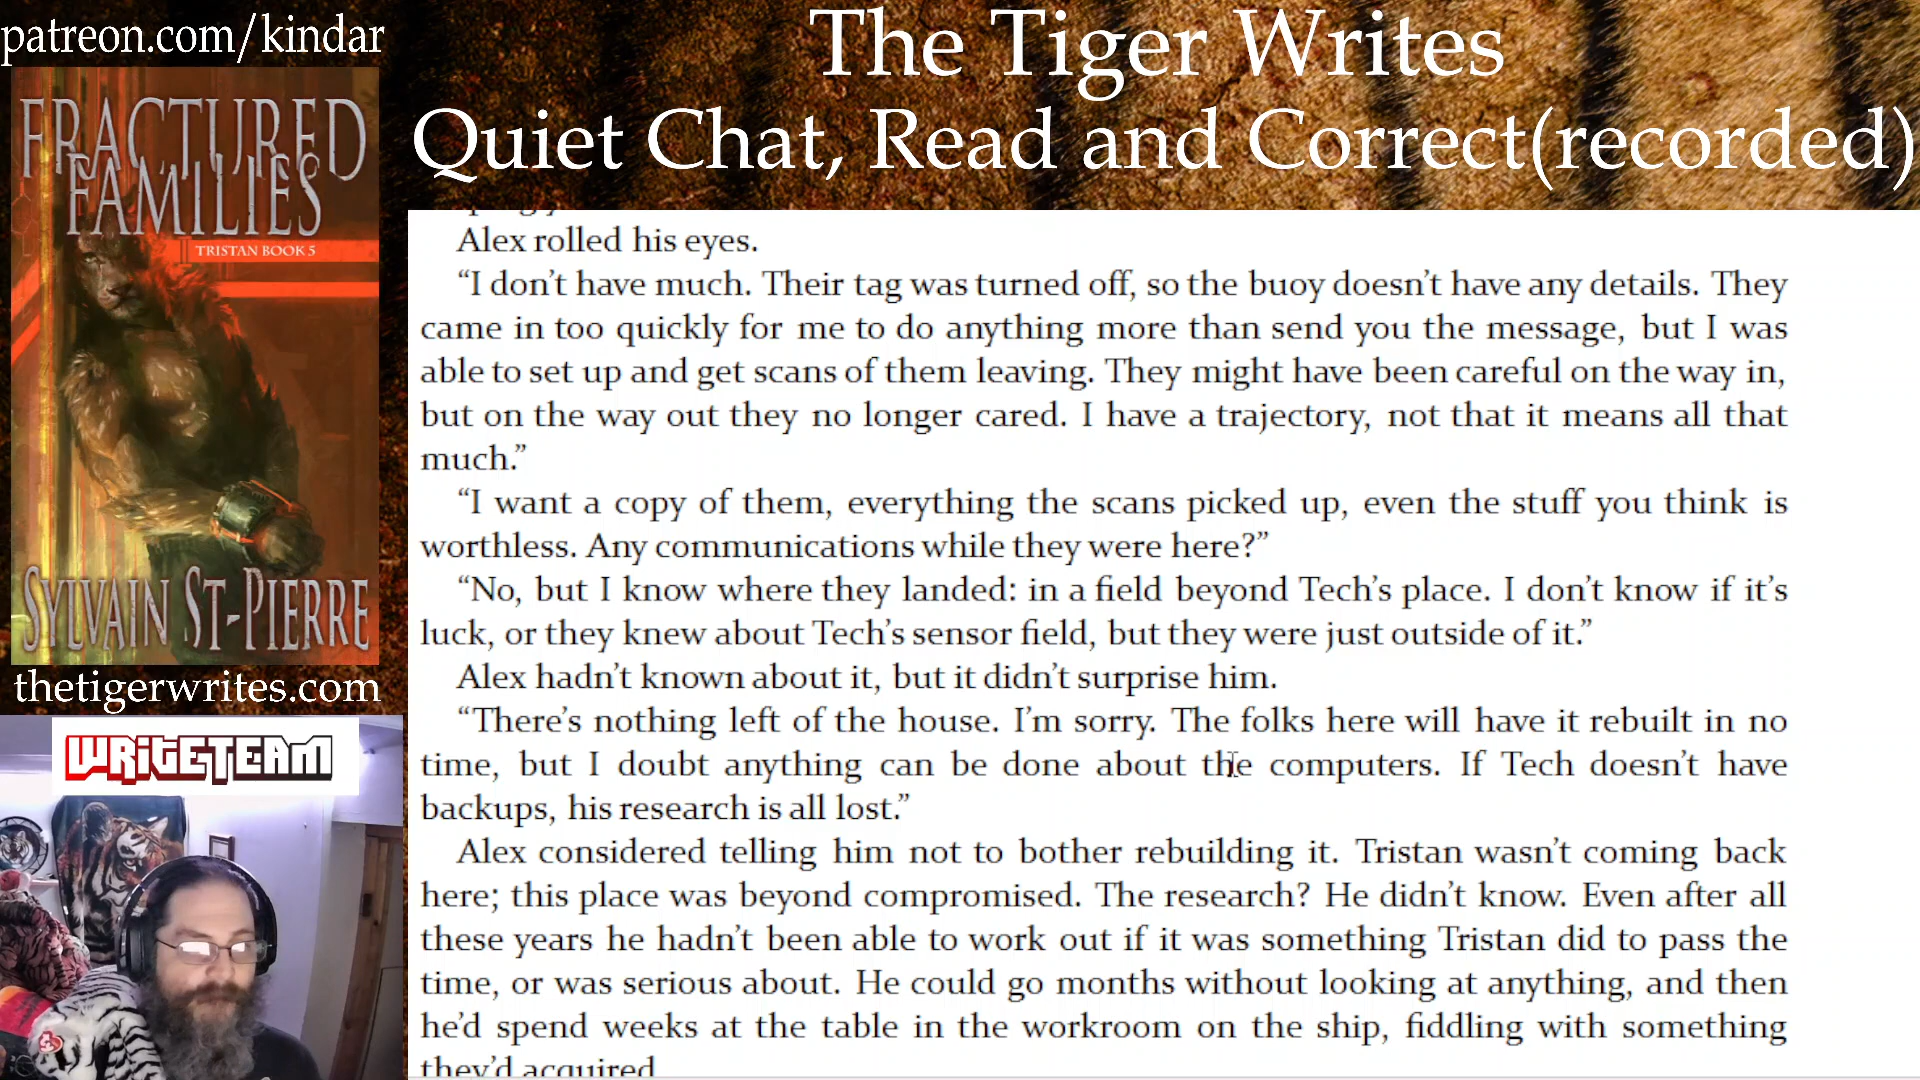 patreon.com/kindar
FRACTURED
FAMILIES
TRISTAN BOOK 5
SYLVAIN ST-PIERRE
thetigerwrites.com
WRITETEAM
The Tiger Writes
Quiet Chat, Read and Correct(recorded)
Alex rolled his eyes.
“I don’t have much. Their tag was turned off, so the buoy doesn’t have any details. They
came in too quickly for me to do anything more than send you the message, but I was
able to set up and get scans of them leaving. They might have been careful on the way in,
but on the way out they no longer cared. I have a trajectory, not that it means all that
much.”
“I want a copy of them, everything the scans picked up, even the stuff you think is
worthless. Any communications while they were here?”
“No, but I know where they landed: in a field beyond Tech’s place. I don’t know if it’s
luck, or they knew about Tech’s sensor field, but they were just outside of it.”
Alex hadn’t known about it, but it didn’t surprise him.
“There’s nothing left of the house. I’m sorry. The folks here will have it rebuilt in no
time, but I doubt anything can be done about the computers. If Tech doesn’t have
backups, his research is all lost.”
Alex considered telling him not to bother rebuilding it. Tristan wasn’t coming back
here; this place was beyond compromised. The research? He didn’t know. Even after all
these years he hadn’t been able to work out if it was something Tristan did to pass the
time, or was serious about. He could go months without looking at anything, and then
he’d spend weeks at the table in the workroom on the ship, fiddling with something
they’d acquired